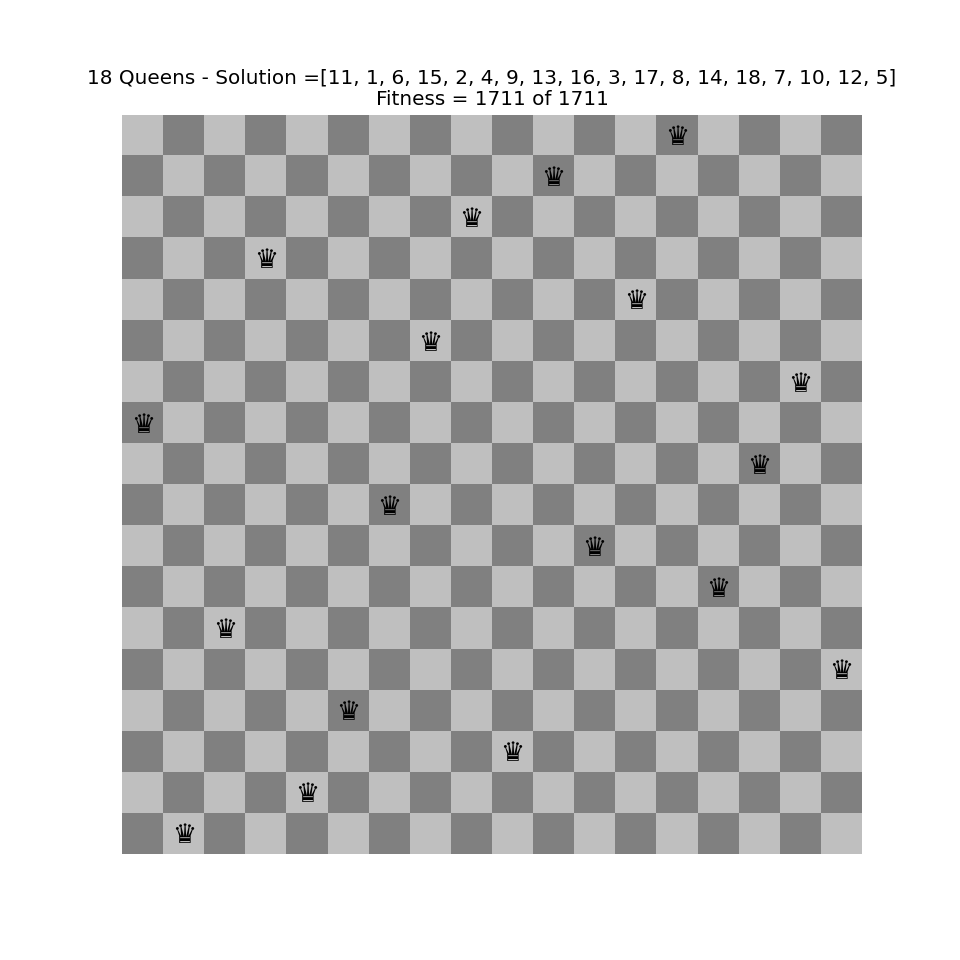 18 Queens - Solution =[11, 1, 6, 15, 2, 4, 9, 13, 16, 3, 17, 8, 14, 18, 7, 10, 12, 5]
Fitness = 1711 of 1711